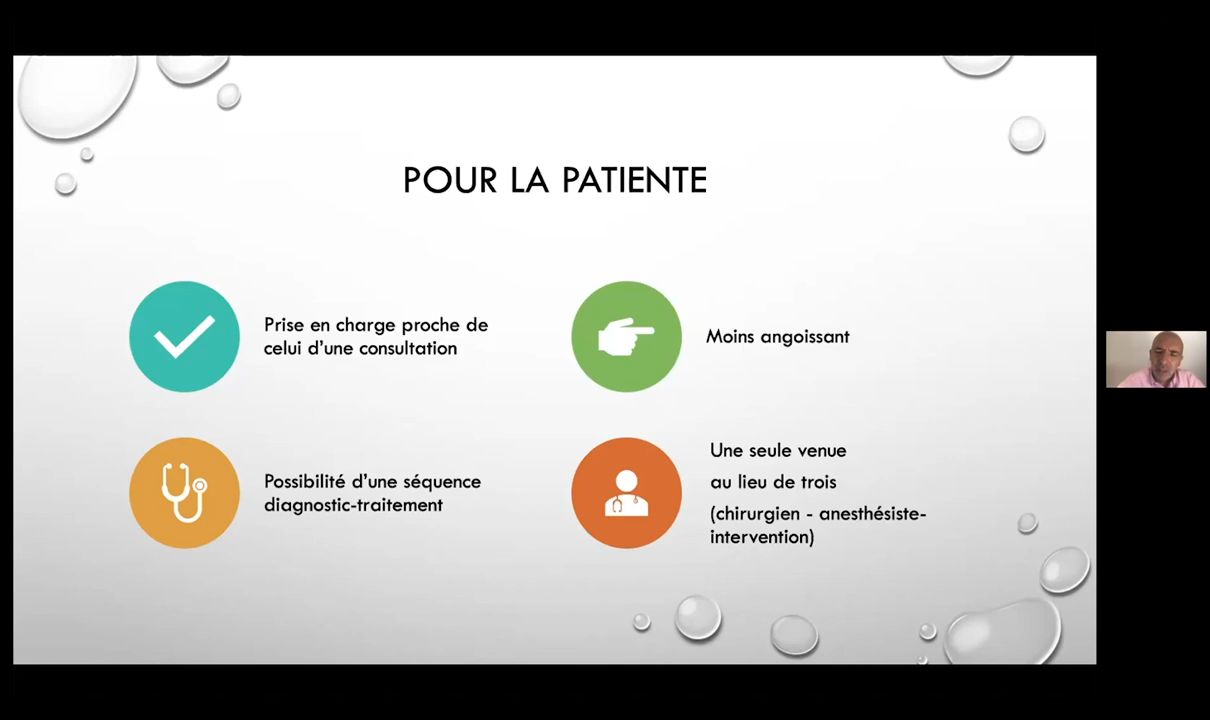 POUR LA PATIENTE
Prise en charge proche de
celui d'une consultation
Moins angoissant
Possibilité d'une séquence
diagnostic-traitement
Une seule venue
au lieu de trois
(chirurgien - anesthésiste-
intervention)